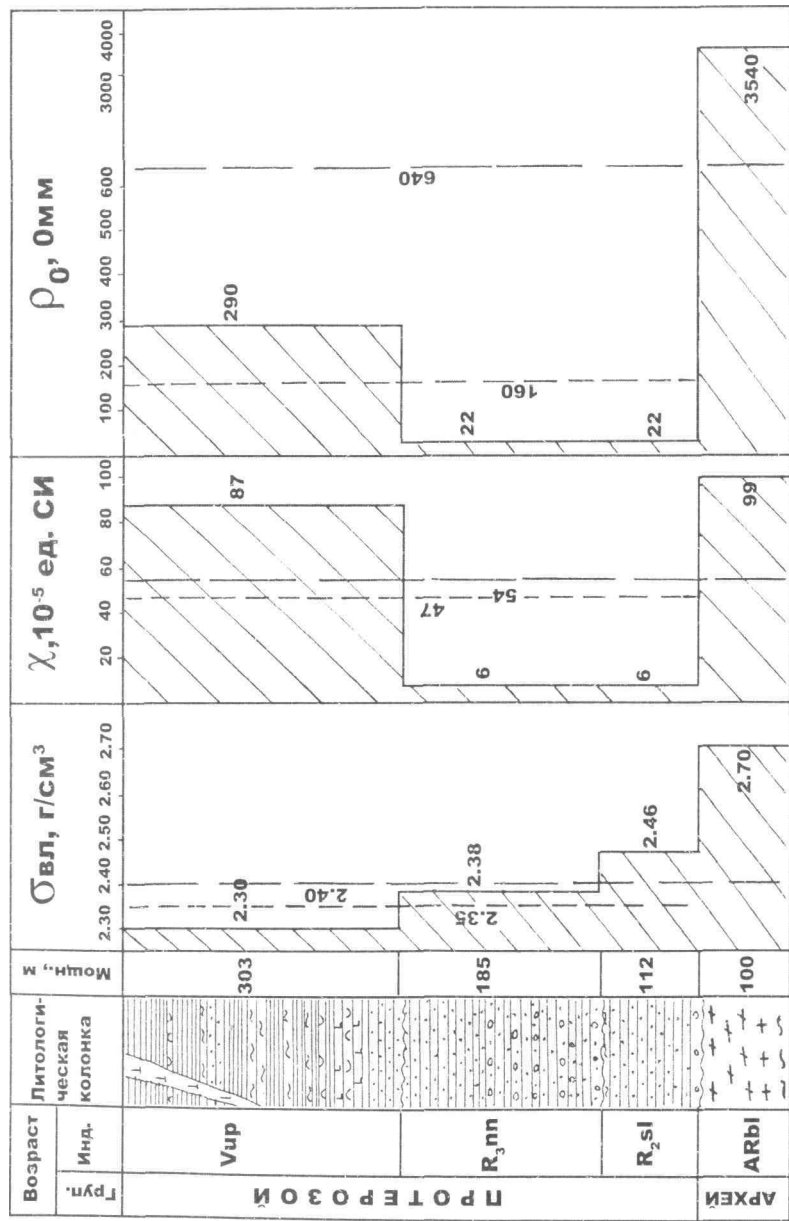 Возраст
Груп.
Инд.
Литологи-
ческая
колонка
Мощн., м
σвл, г/см³
2.30 2.40 2.50 2.60 2.70
χ,10⁻⁵ ед. СИ
20 40 60 80 100
ρ₀, Омм
100 200 300 400 500 600 3000 4000
ПРОТЕРОЗОЙ
Vup
303
2.30
2.40
87
290
R₃nn
185
2.38
2.35
6
47
54
22
160
640
R₂sl
112
2.46
6
22
АРХЕЙ
ARbl
100
2.70
99
3540